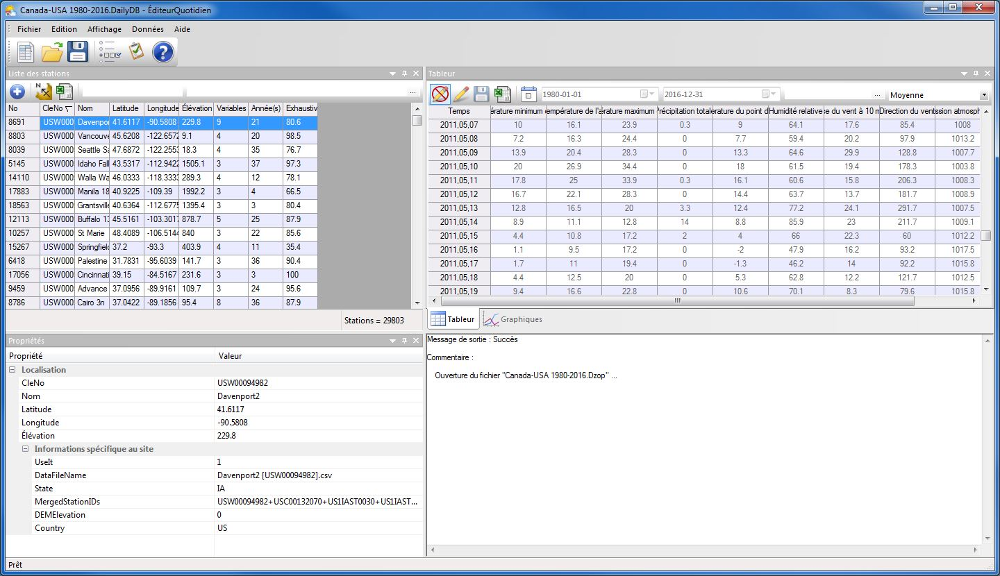 Canada-USA 1980-2016.DailyDB - ÉditeurQuotidien
Fichier Edition Affichage Données Aide
Liste des stations
N
...
No CleNo Nom Latitude Longitude Élévation Variables Année(s) Exhaustiv
8691 USW000 Davenpor 41.6117 -90.5808 229.8 9 21 80.6
8803 USW000 Vancouve 45.6208 -122.6572 9.1 4 20 98.5
8039 USW000 Seattle Sa 47.6872 -122.2553 18.3 4 35 76.7
5145 USW000 Idaho Fall 43.5317 -112.9422 1505.1 3 37 97.3
14110 USW000 Walla Wa 46.0333 -118.3333 289.3 4 12 78.1
17883 USW000 Manila 18 40.9225 -109.39 1992.2 3 4 66.5
18563 USW000 Grantsville 40.6364 -112.6775 1395.4 3 3 80.4
12113 USW000 Buffalo 13 45.5161 -103.3017 878.7 5 25 87.9
10257 USW000 St Marie 48.4089 -106.5144 840 3 22 85.6
15267 USW000 Springfield 37.2 -93.3 403.9 4 11 35.4
6418 USW000 Palestine 31.7831 -95.6039 141.7 3 36 90.4
17056 USW000 Cincinnati 39.15 -84.5167 231.6 3 3 100
9459 USW000 Advance 37.0956 -89.9161 109.7 3 24 95.6
8786 USW000 Cairo 3n 37.0422 -89.1856 95.4 8 36 87.9
Stations = 29803
Tableur
1980-01-01 2016-12-31 ... Moyenne
Temps érature minimum empérature de l'a érature maximum Précipitation totale rature du point d Humidité relative se du vent à 10 m Direction du vent ssion atmosph
2011,05,07 10 16.1 23.9 0.3 9 64.1 17.6 85.4 1008
2011,05,08 7.2 16.3 24.4 0 7.7 59.4 20.2 97.9 1013.2
2011,05,09 13.9 20.4 28.3 0 13.3 64.6 29.9 128.8 1007.7
2011,05,10 20 26.9 34.4 0 18 61.5 19.4 178.3 1003.8
2011,05,11 17.8 25 33.9 0.3 16.1 60.6 15.8 206.3 1008.3
2011,05,12 16.7 22.1 28.3 0 14.4 63.7 13.7 181.7 1008.9
2011,05,13 12.8 16.5 20 3.3 12.4 77.2 24.1 291.7 1007.5
2011,05,14 8.9 11.1 12.8 14 8.8 85.9 23 211.7 1009.1
2011,05,15 4.4 10.8 17.2 2 4 66 22.3 60 1012.2
2011,05,16 1.1 9.5 17.2 0 -2 47.9 16.2 93.2 1017.5
2011,05,17 1.7 11 19.4 0 -1.3 46.2 14 92.2 1015.8
2011,05,18 4.4 12.5 20 0 5.3 62.8 12.2 121.7 1012.5
2011,05,19 9.4 16.6 22.8 0 10.6 70.1 8.3 79.6 1015.8
Tableur Graphiques
Propriétés
Propriété Valeur
Localisation
CleNo USW00094982
Nom Davenport2
Latitude 41.6117
Longitude -90.5808
Élévation 229.8
Informations spécifique au site
UseIt 1
DataFileName Davenport2 [USW00094982].csv
State IA
MergedStationIDs USW00094982+USC00132070+US1IAST0030+US1IAST...
DEMElevation 0
Country US
Message de sortie : Succès
Commentaire :
Ouverture du fichier "Canada-USA 1980-2016.Dzop" ...
Prêt